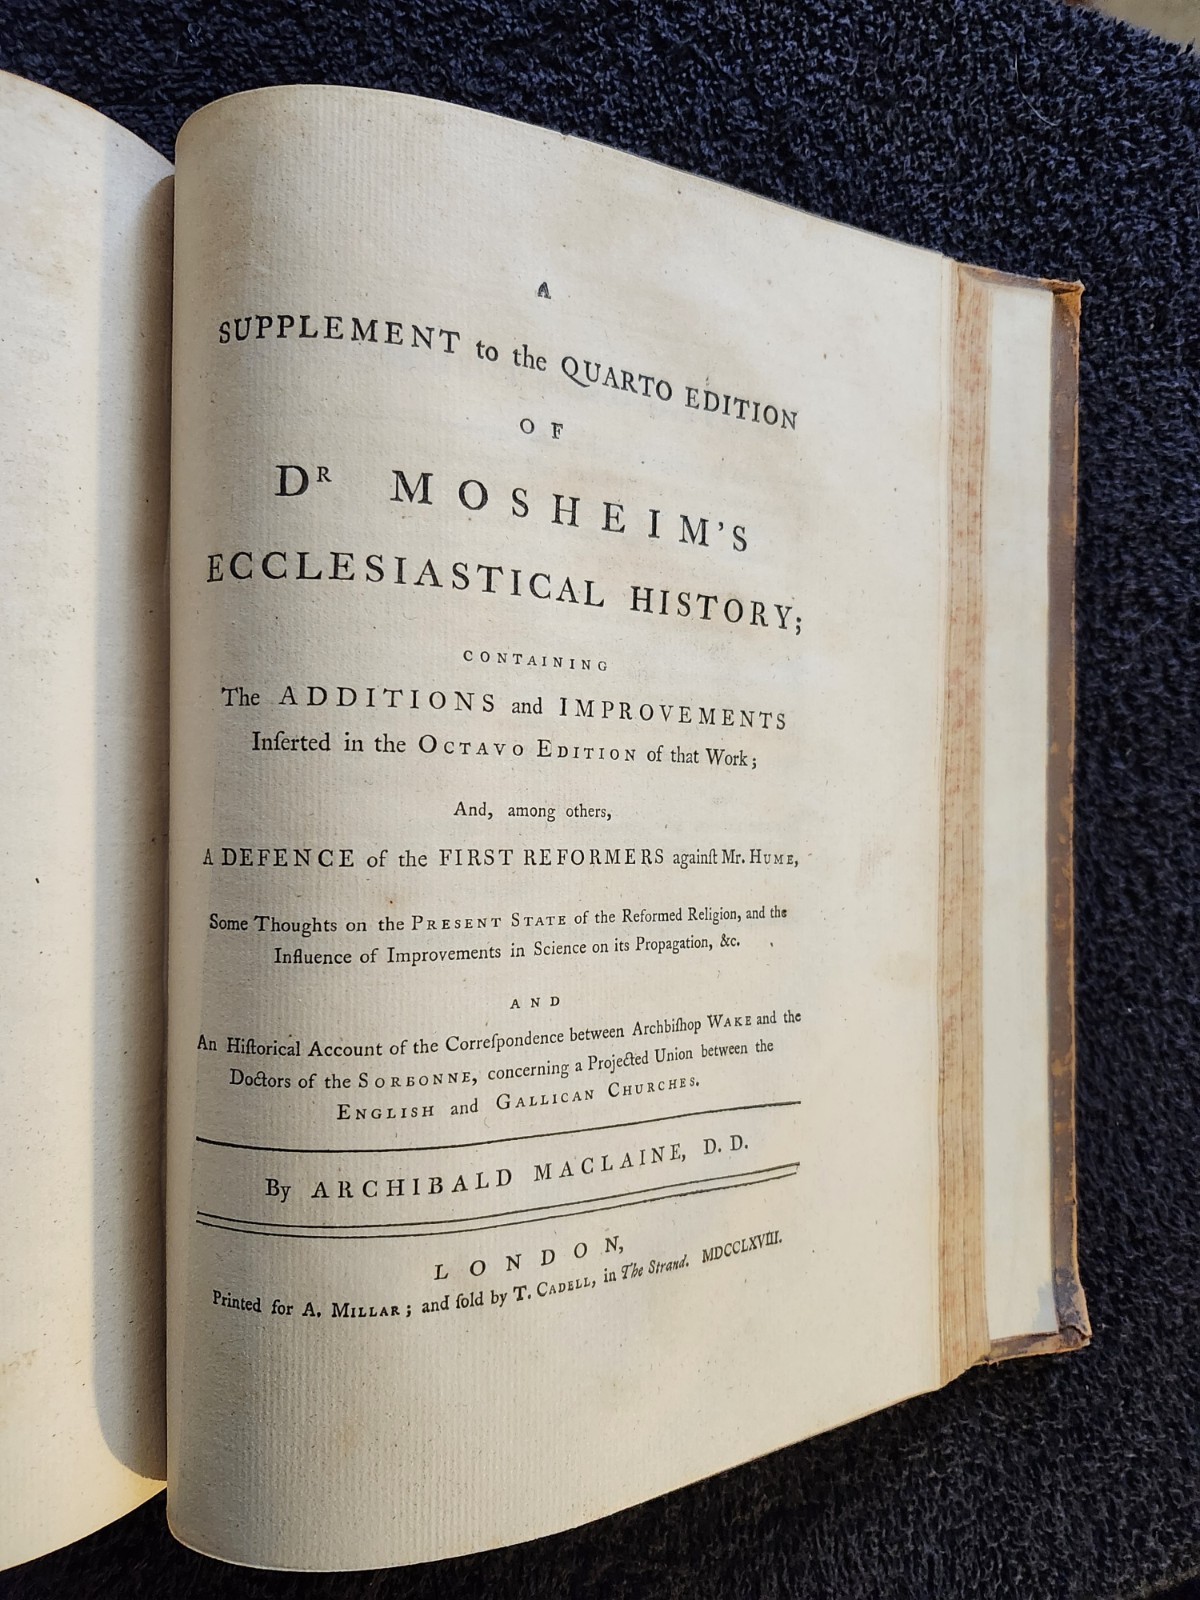 A
SUPPLEMENT to the QUARTO EDITION
OF
DR MOSHEIM'S
ECCLESIASTICAL HISTORY;
CONTAINING
The ADDITIONS and IMPROVEMENTS
Inſerted in the OCTAVO EDITION of that Work;
And, among others,
A DEFENCE of the FIRST REFORMERS againſt Mr. HUME,
Some Thoughts on the PRESENT STATE of the Reformed Religion, and the
Influence of Improvements in Science on its Propagation, &c.
AND
An Hiſtorical Account of the Correſpondence between Archbiſhop WAKE and the
Doctors of the SORBONNE, concerning a Projected Union between the
ENGLISH and GALLICAN CHURCHES.
By ARCHIBALD MACLAINE, D. D.
LONDON,
Printed for A. MILLAR; and ſold by T. CADELL, in The Strand. MDCCLXVIII.